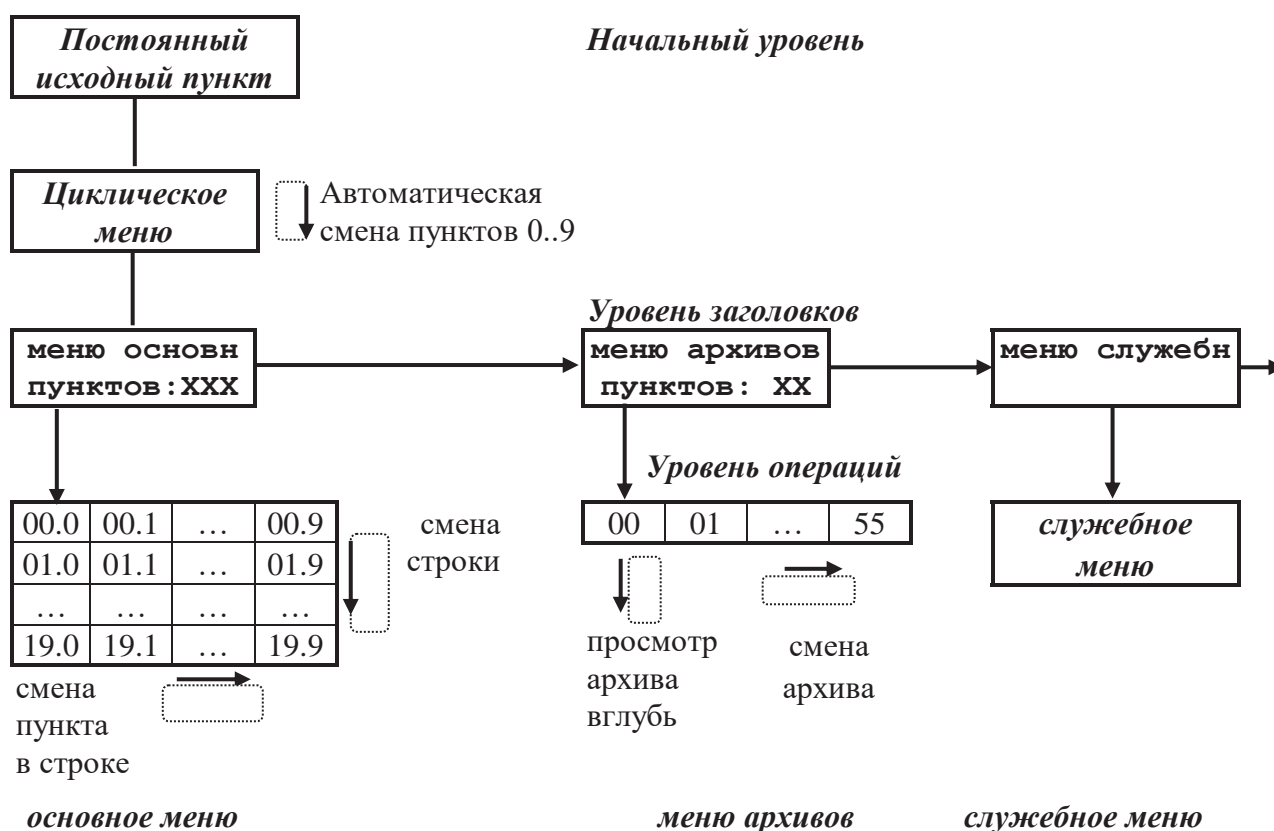 Постоянный
исходный пункт
Начальный уровень
Циклическое
меню
Автоматическая
смена пунктов 0..9
Уровень заголовков
меню основн
пунктов:XXX
меню архивов
пунктов: XX
меню служебн
Уровень операций
00.0 00.1 … 00.9
01.0 01.1 … 01.9
… … … …
19.0 19.1 … 19.9
смена
строки
00 01 … 55
служебное
меню
просмотр
архива
вглубь
смена
архива
смена
пункта
в строке
основное меню
меню архивов
служебное меню